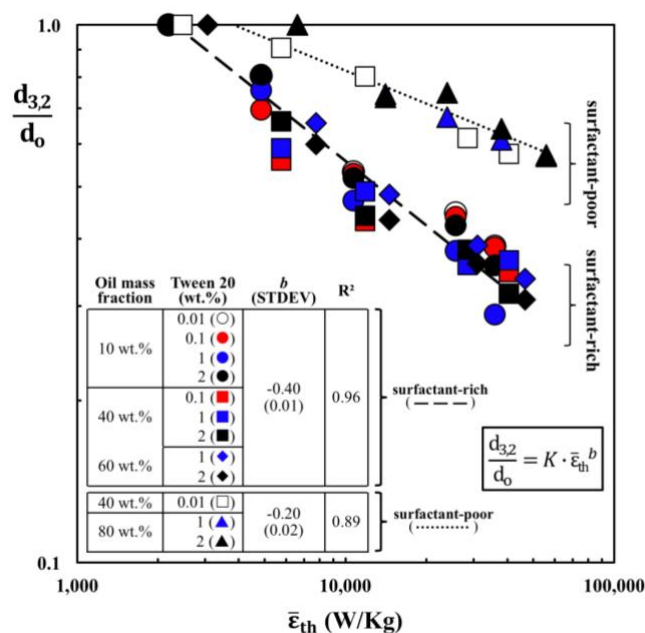 1.0
d3,2
do
0.1
1,000
10,000
100,000
ε̄th (W/Kg)
surfactant-poor
surfactant-rich
Oil mass
fraction
Tween 20
(wt.%)
b
(STDEV)
R²
10 wt.%
0.01 (○)
0.1 (●)
1 (●)
2 (●)
40 wt.%
0.1 (■)
1 (■)
2 (■)
60 wt.%
1 (◆)
2 (◆)
-0.40
(0.01)
0.96
surfactant-rich
( — — — )
40 wt.%
0.01 (□)
80 wt.%
1 (▲)
2 (▲)
-0.20
(0.02)
0.89
surfactant-poor
(............)
d3,2/do = K · ε̄th^b